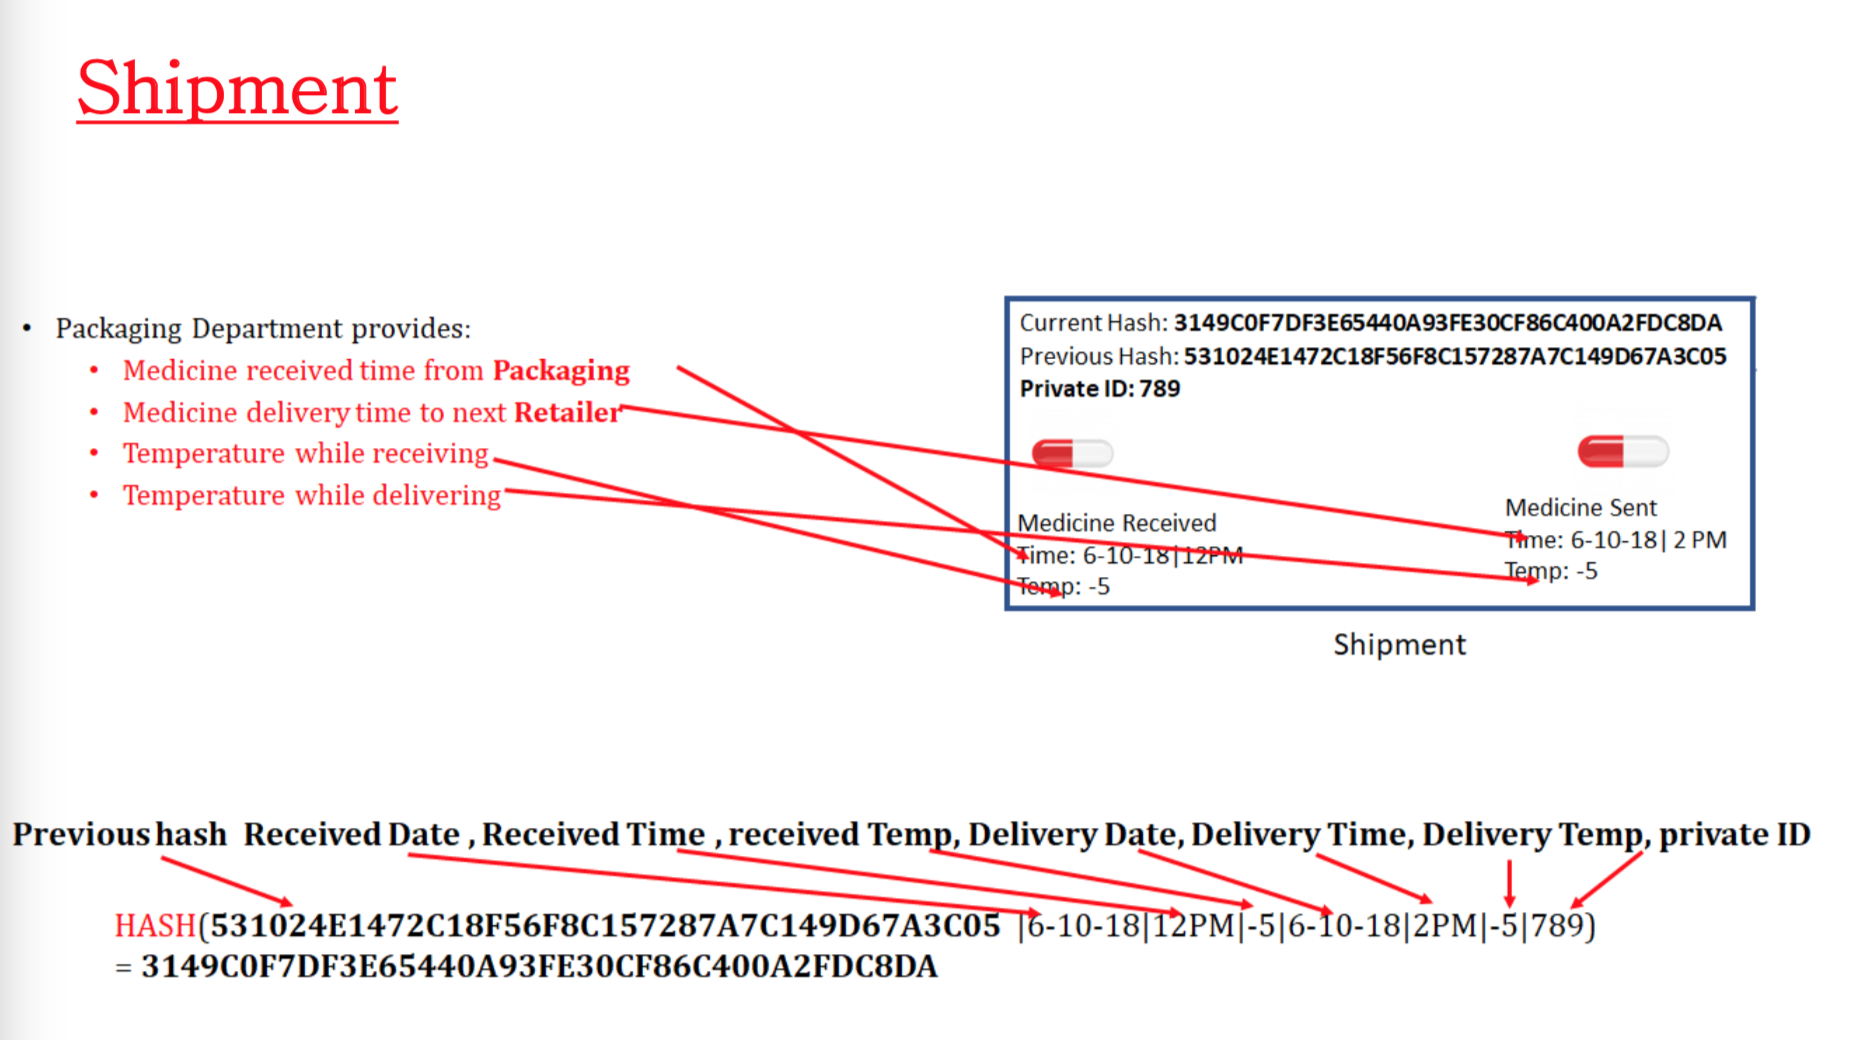 Shipment
• Packaging Department provides:
• Medicine received time from Packaging
• Medicine delivery time to next Retailer
• Temperature while receiving
• Temperature while delivering
Current Hash: 3149C0F7DF3E65440A93FE30CF86C400A2FDC8DA
Previous Hash: 531024E1472C18F56F8C157287A7C149D67A3C05
Private ID: 789
Medicine Received
Time: 6-10-18|12PM
Temp: -5
Medicine Sent
Time: 6-10-18| 2 PM
Temp: -5
Shipment
Previous hash Received Date , Received Time , received Temp, Delivery Date, Delivery Time, Delivery Temp, private ID
HASH(531024E1472C18F56F8C157287A7C149D67A3C05 |6-10-18|12PM|-5|6-10-18|2PM|-5|789)
= 3149C0F7DF3E65440A93FE30CF86C400A2FDC8DA